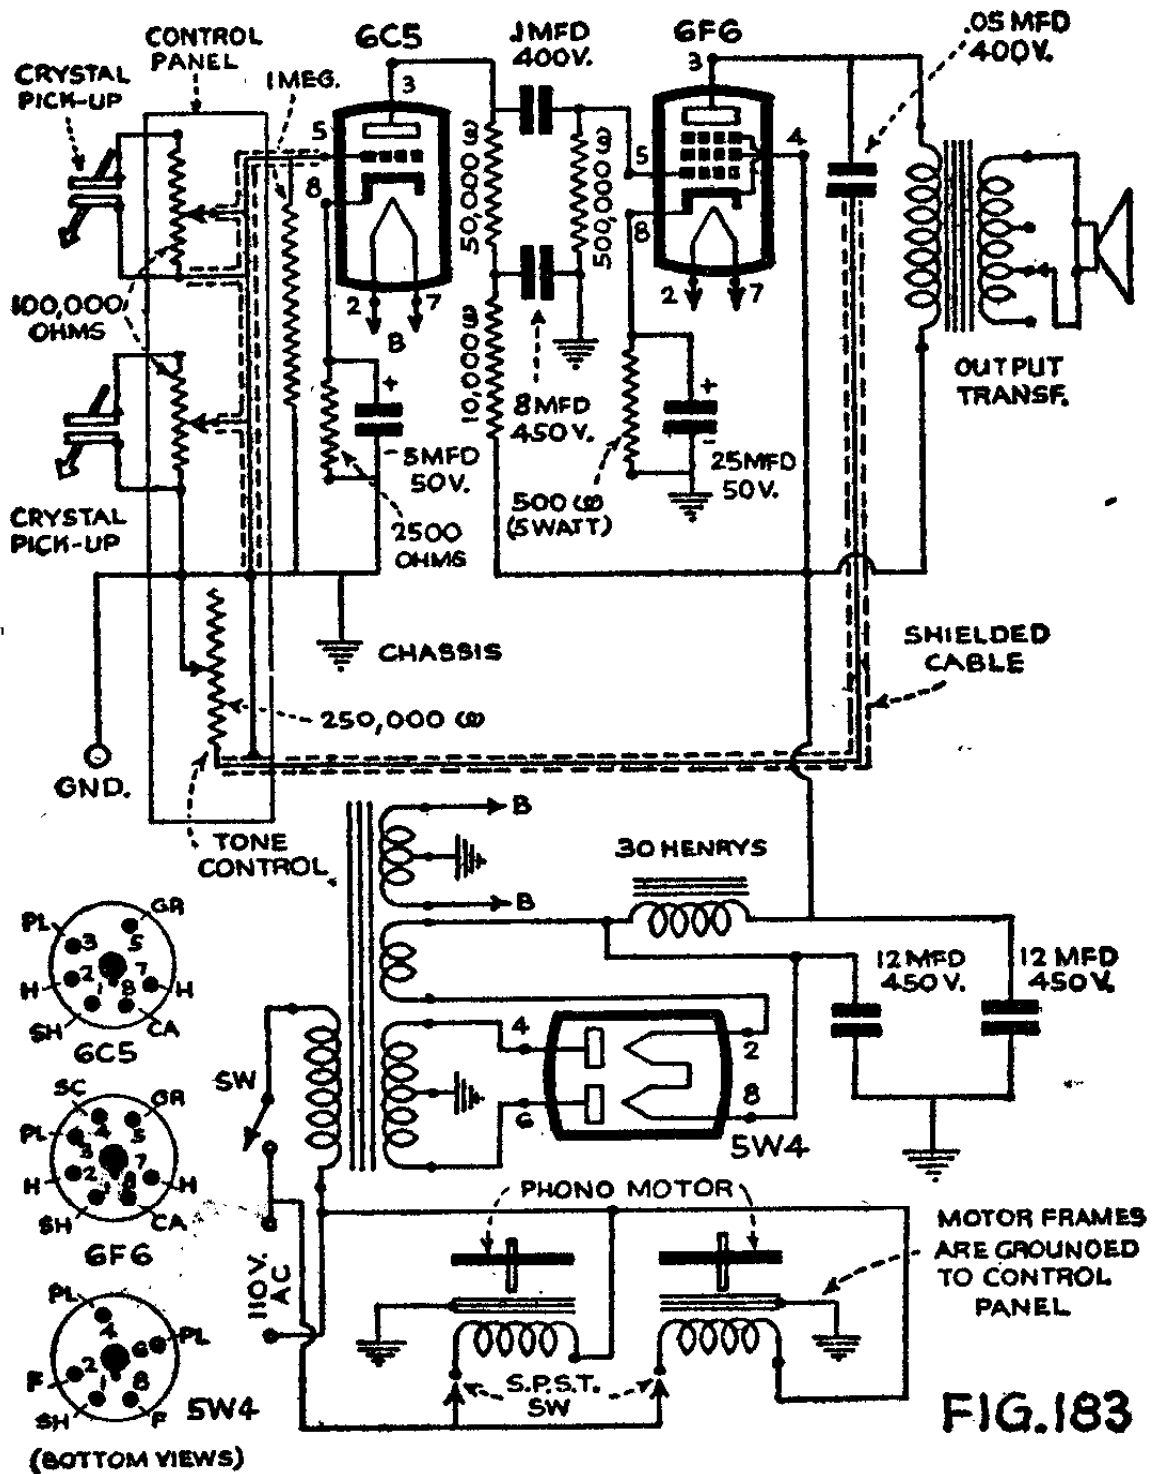 6C5
.1MFD
400V.
6F6
.05 MFD
400V.
CONTROL
PANEL
CRYSTAL
PICK-UP
1 MEG.
3
5
8
2
7
B
50,000 ω
500,000 ω
3
4
5
8
2
7
100,000
OHMS
10,000 ω
8 MFD
450V.
OUTPUT
TRANSF.
+
-
5MFD
50V.
+
-
25MFD
50V.
500 ω
(5WATT)
2500
OHMS
CRYSTAL
PICK-UP
CHASSIS
SHIELDED
CABLE
250,000 ω
GND.
TONE
CONTROL
B
B
30 HENRYS
12 MFD
450V.
12 MFD
450V.
4
6
2
8
5W4
SW
110V.
AC
PL
GR
3
5
2
7
1
8
H
H
SH
CA
6C5
SC
GR
PL
4
5
3
2
7
1
8
H
H
SH
CA
6F6
PL
PL
4
6
2
1
8
F
SH
F
5W4
(BOTTOM VIEWS)
PHONO MOTOR
MOTOR FRAMES
ARE GROUNDED
TO CONTROL
PANEL
S.P.S.T.
SW
FIG.183